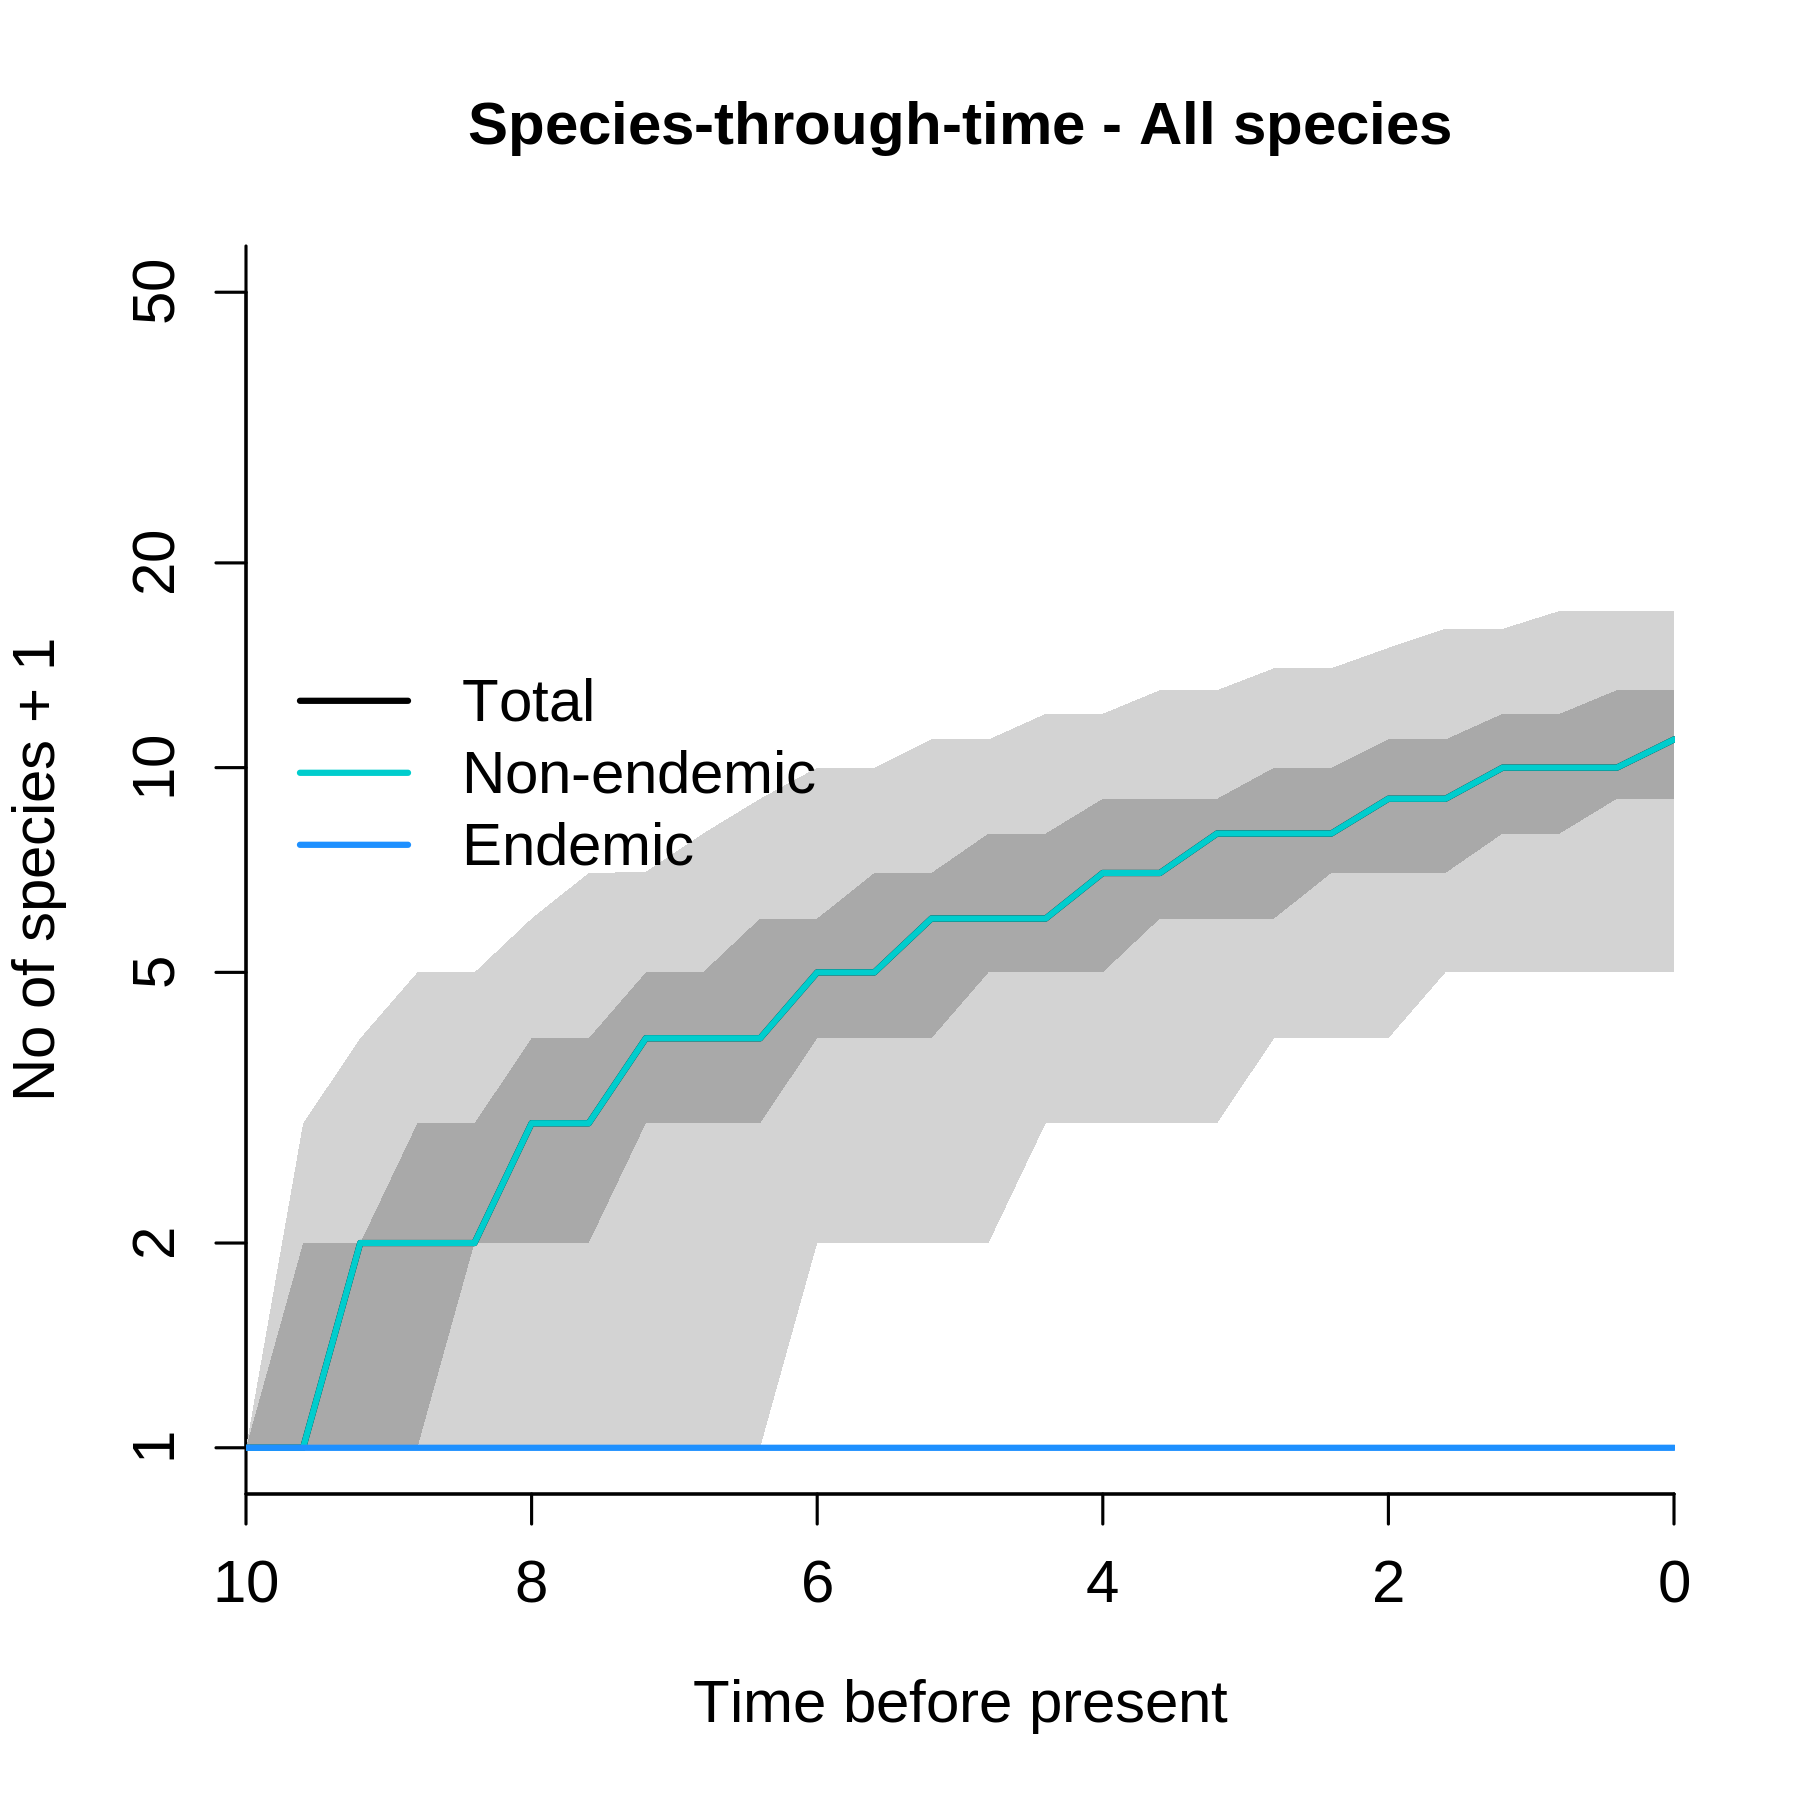 Species-through-time - All species
No of species + 1
50
20
10
5
2
1
Total
Non-endemic
Endemic
10 8 6 4 2 0
Time before present